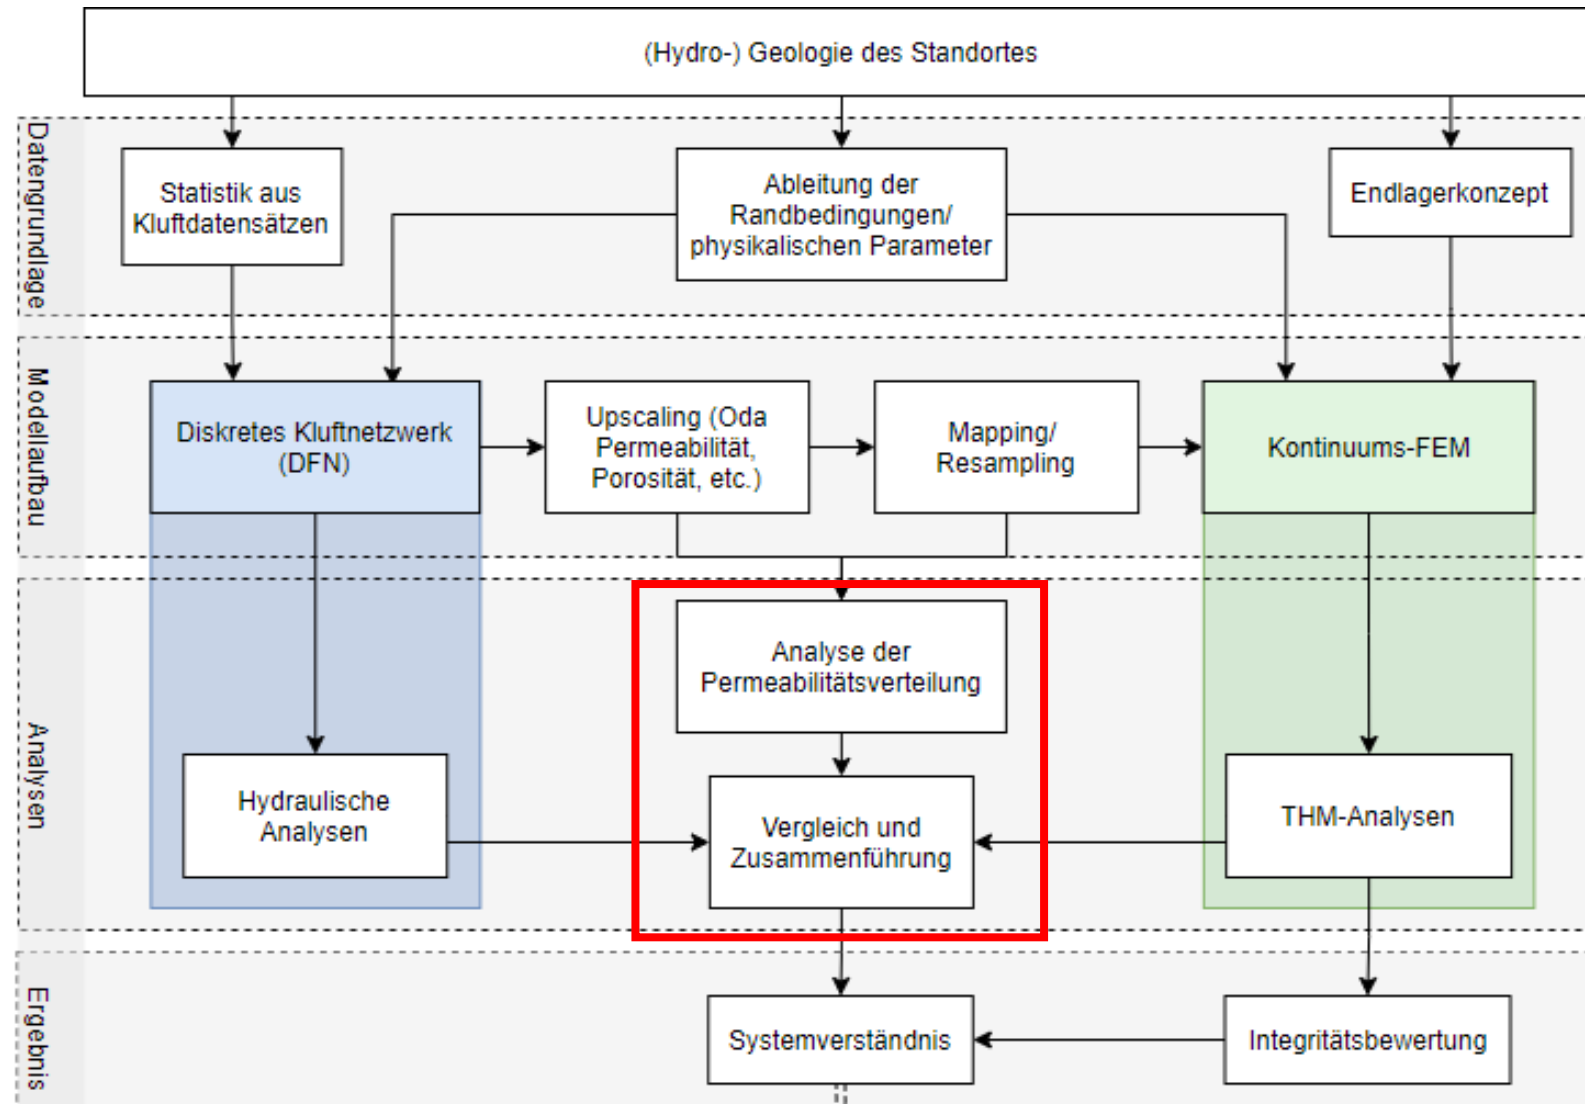 (Hydro-) Geologie des Standortes
Datengrundlage
Statistik aus
Kluftdatensätzen
Ableitung der
Randbedingungen/
physikalischen Parameter
Endlagerkonzept
Modellaufbau
Diskretes Kluftnetzwerk
(DFN)
Upscaling (Oda
Permeabilität,
Porosität, etc.)
Mapping/
Resampling
Kontinuums-FEM
Analysen
Analyse der
Permeabilitätsverteilung
Hydraulische
Analysen
Vergleich und
Zusammenführung
THM-Analysen
Ergebnis
Systemverständnis
Integritätsbewertung